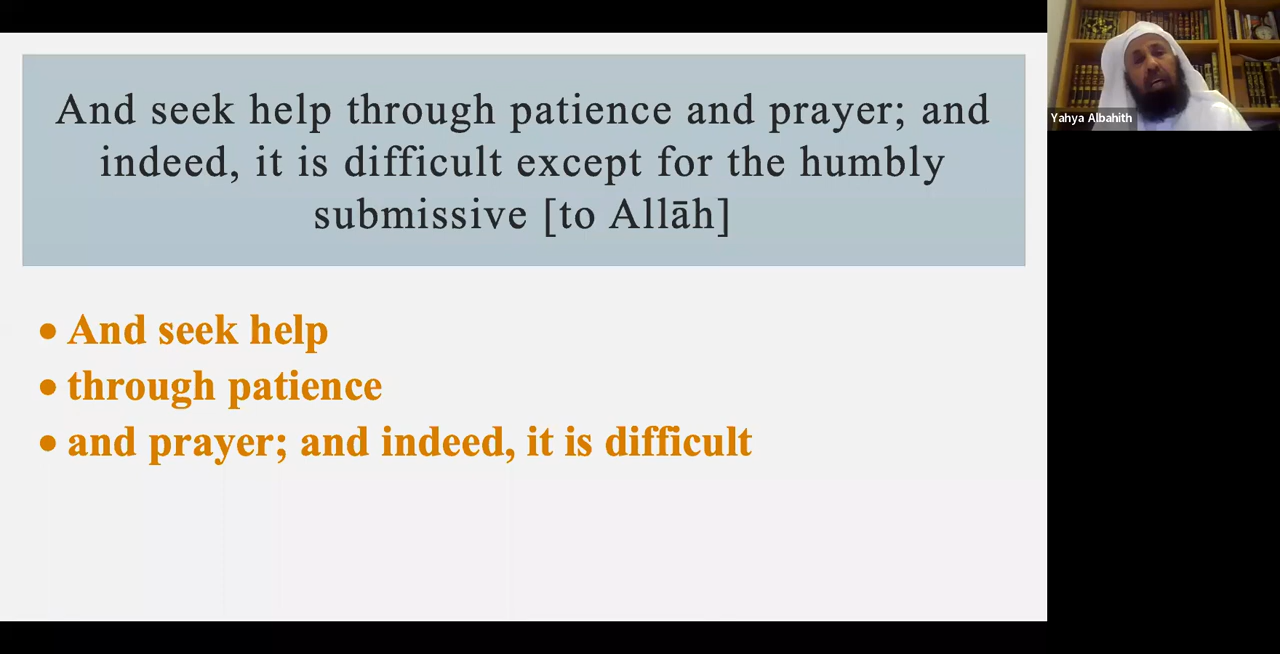 And seek help through patience and prayer; and
indeed, it is difficult except for the humbly
submissive [to Allāh]
• And seek help
• through patience
• and prayer; and indeed, it is difficult
Yahya Albahith